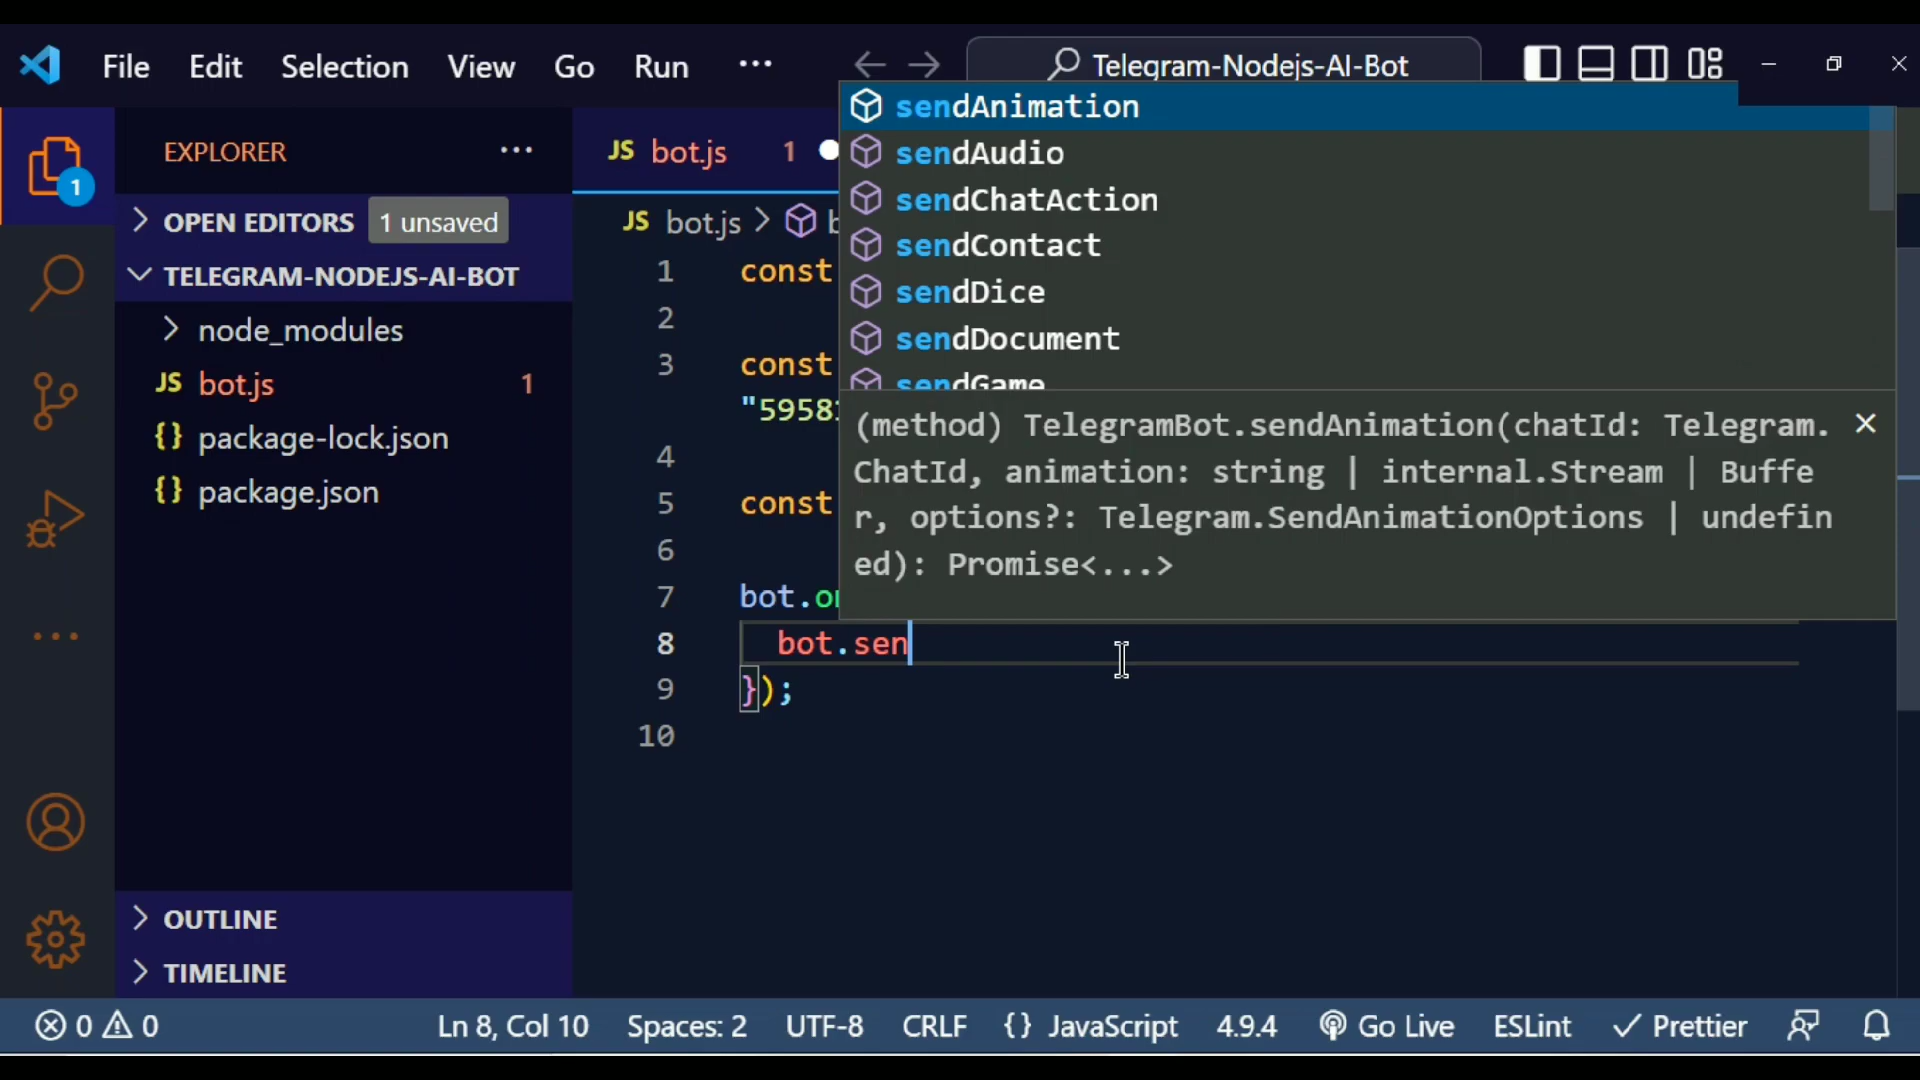 File Edit Selection View Go Run ··· Telegram-Nodejs-AI-Bot
EXPLORER ···
1
OPEN EDITORS 1 unsaved
TELEGRAM-NODEJS-AI-BOT
node_modules
JS bot.js 1
{} package-lock.json
{} package.json
OUTLINE
TIMELINE
JS bot.js 1
JS bot.js > b
sendAnimation
sendAudio
sendChatAction
sendContact
sendDice
sendDocument
sendGame
(method) TelegramBot.sendAnimation(chatId: Telegram.
ChatId, animation: string | internal.Stream | Buffe
r, options?: Telegram.SendAnimationOptions | undefin
ed): Promise<...>
1 const
2
3 const
"5958
4
5 const
6
7 bot.on
8 bot.sen
9 });
10
0 0 Ln 8, Col 10 Spaces: 2 UTF-8 CRLF {} JavaScript 4.9.4 Go Live ESLint Prettier